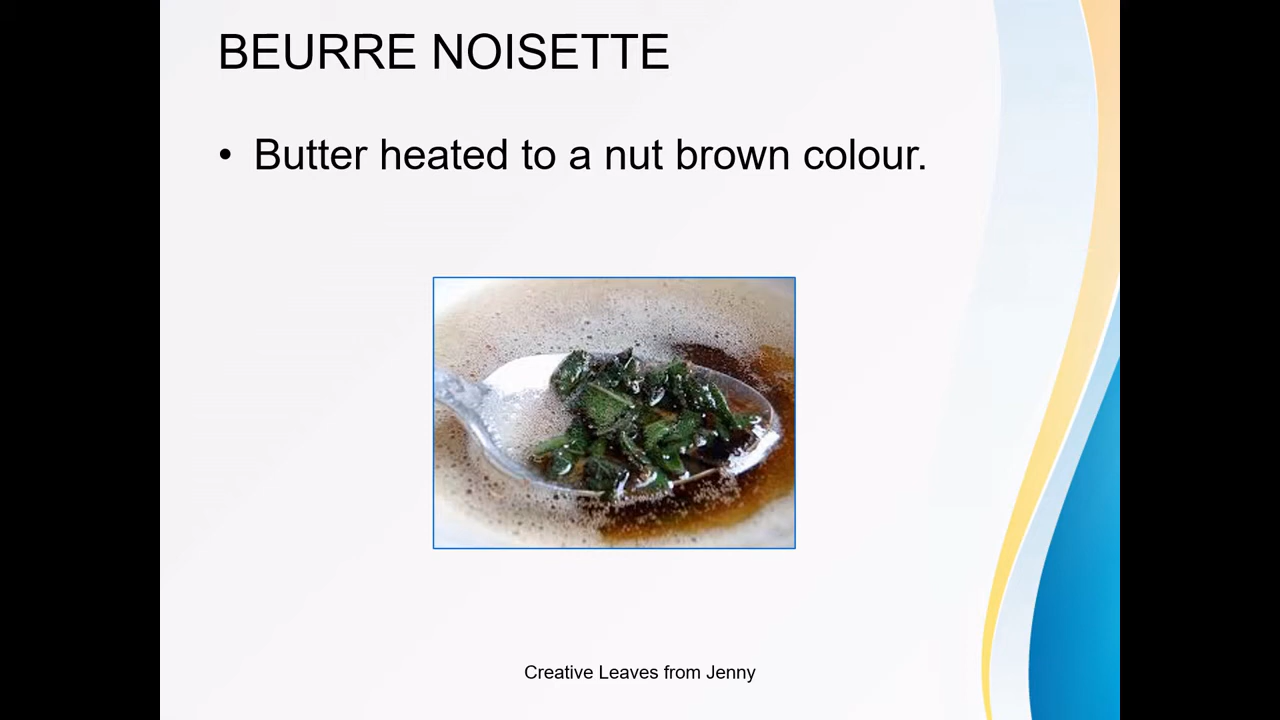 BEURRE NOISETTE
• Butter heated to a nut brown colour.
Creative Leaves from Jenny